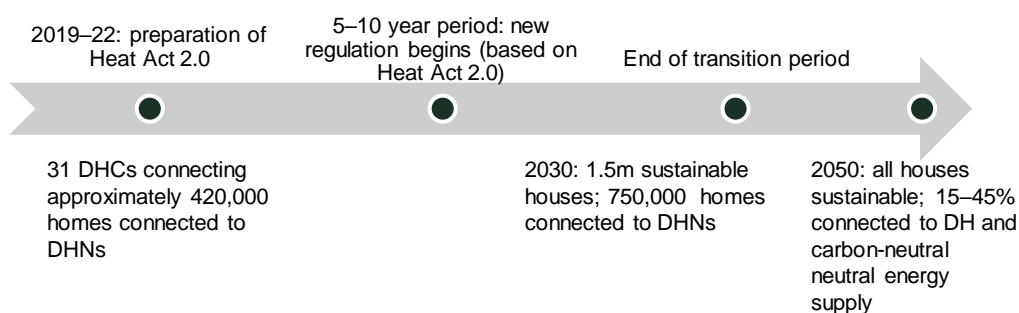 2019–22: preparation of
Heat Act 2.0
5–10 year period: new
regulation begins (based on
Heat Act 2.0)
End of transition period
31 DHCs connecting
approximately 420,000
homes connected to
DHNs
2030: 1.5m sustainable
houses; 750,000 homes
connected to DHNs
2050: all houses
sustainable; 15–45%
connected to DH and
carbon-neutral
neutral energy
supply